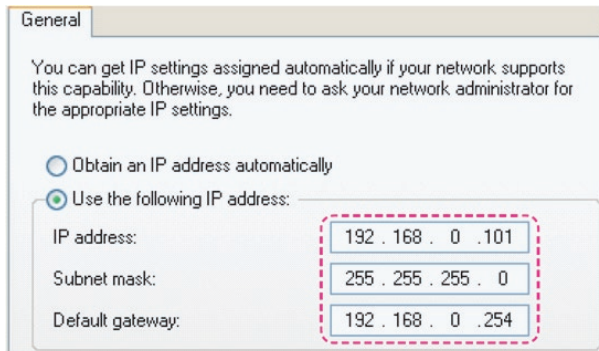 General
You can get IP settings assigned automatically if your network supports
this capability. Otherwise, you need to ask your network administrator for
the appropriate IP settings.
Obtain an IP address automatically
Use the following IP address:
IP address: 192 . 168 . 0 .101
Subnet mask: 255 . 255 . 255 . 0
Default gateway: 192 . 168 . 0 .254